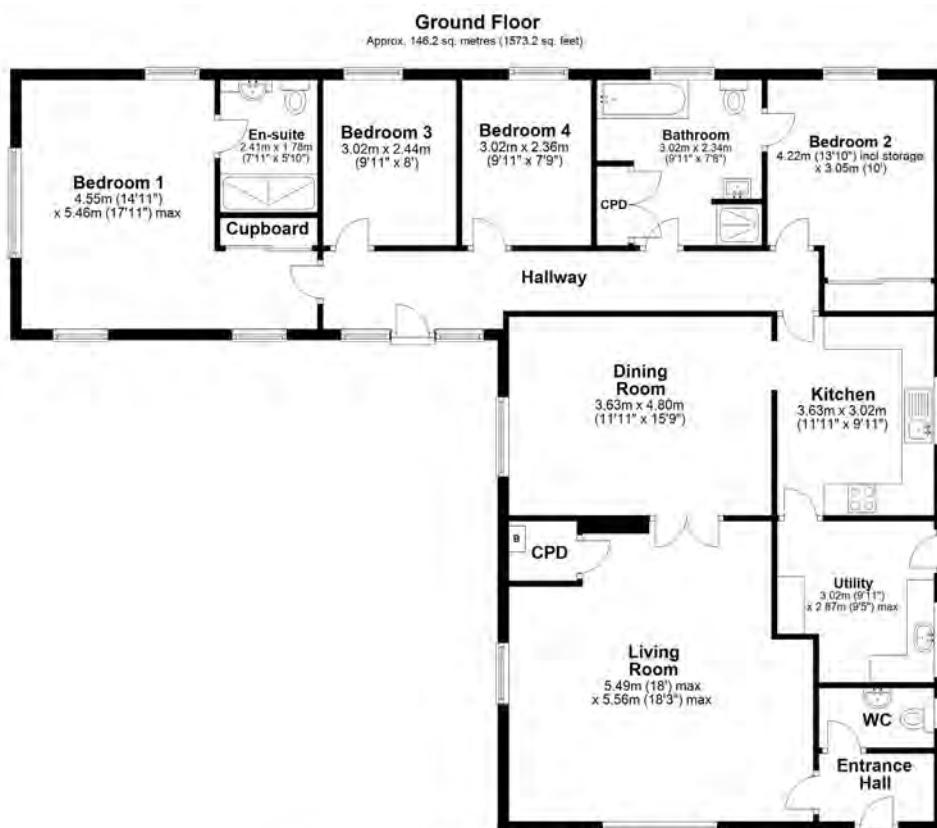 Ground Floor
Approx. 146.2 sq. metres (1573.2 sq. feet)
Bedroom 1
4.55m (14'11")
x 5.46m (17'11") max
En-suite
2.41m x 1.78m
(7'11" x 5'10")
Cupboard
Bedroom 3
3.02m x 2.44m
(9'11" x 8')
Bedroom 4
3.02m x 2.36m
(9'11" x 7'9")
Bathroom
3.02m x 2.34m
(9'11" x 7'8")
CPD
Bedroom 2
4.22m (13'10") incl storage
x 3.05m (10')
Hallway
Dining
Room
3.63m x 4.80m
(11'11" x 15'9")
Kitchen
3.63m x 3.02m
(11'11" x 9'11")
B
CPD
Utility
3.02m (9'11")
x 2.87m (9'5") max
Living
Room
5.49m (18') max
x 5.56m (18'3") max
WC
Entrance
Hall